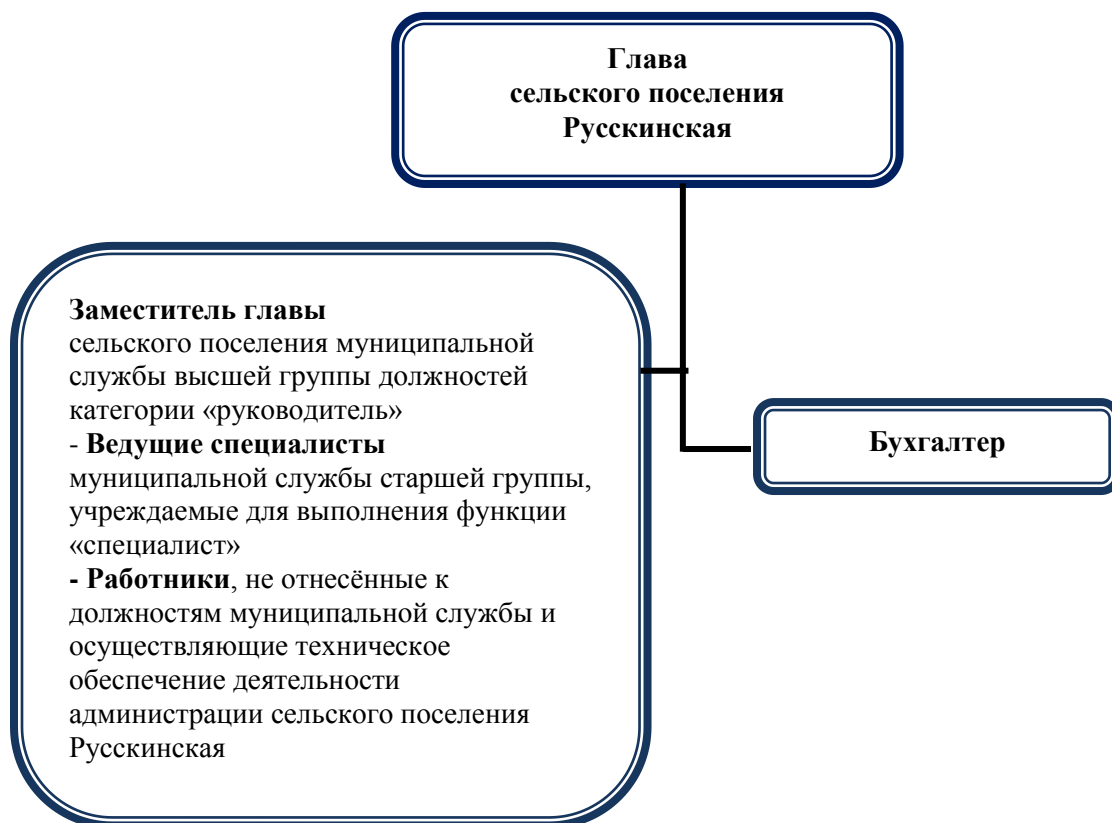 Глава
сельского поселения
Русскинская
Заместитель главы
сельского поселения муниципальной
службы высшей группы должностей
категории «руководитель»
- Ведущие специалисты
муниципальной службы старшей группы,
учреждаемые для выполнения функции
«специалист»
- Работники, не отнесённые к
должностям муниципальной службы и
осуществляющие техническое
обеспечение деятельности
администрации сельского поселения
Русскинская
Бухгалтер